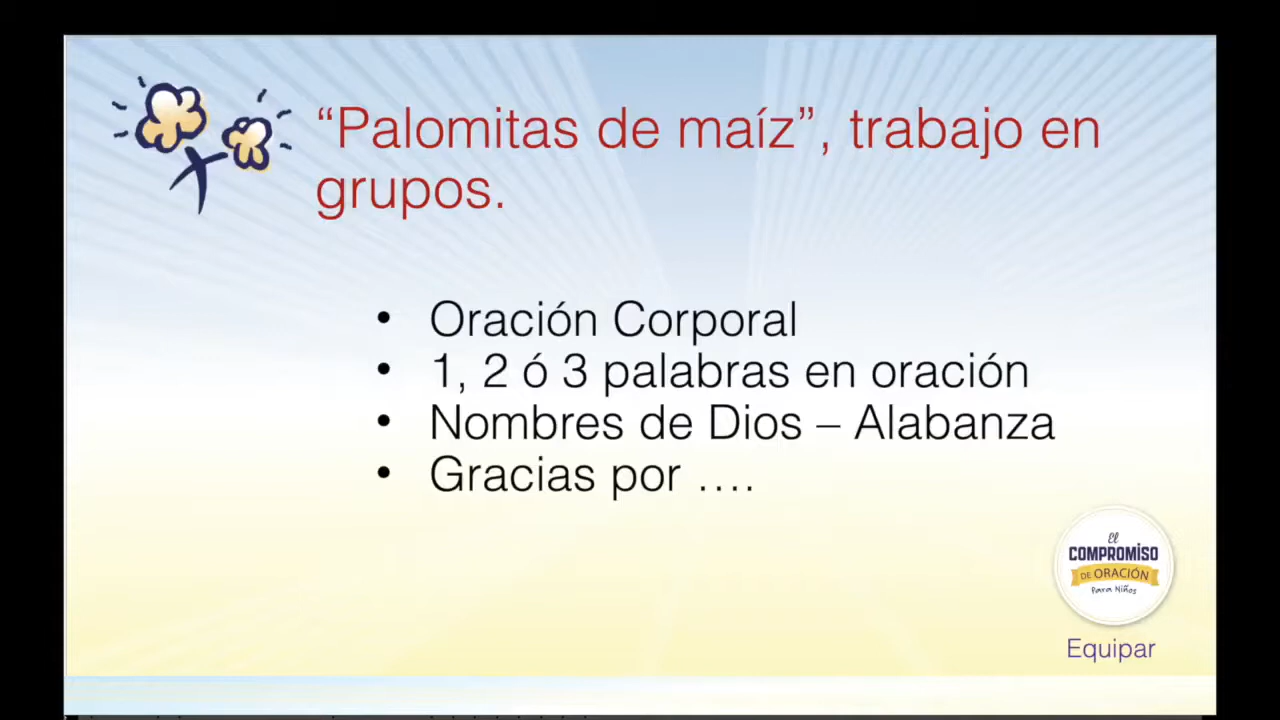 “Palomitas de maíz”, trabajo en
grupos.
• Oración Corporal
• 1, 2 ó 3 palabras en oración
• Nombres de Dios – Alabanza
• Gracias por ….
El
COMPROMISO
DE ORACIÓN
Para Niños
Equipar